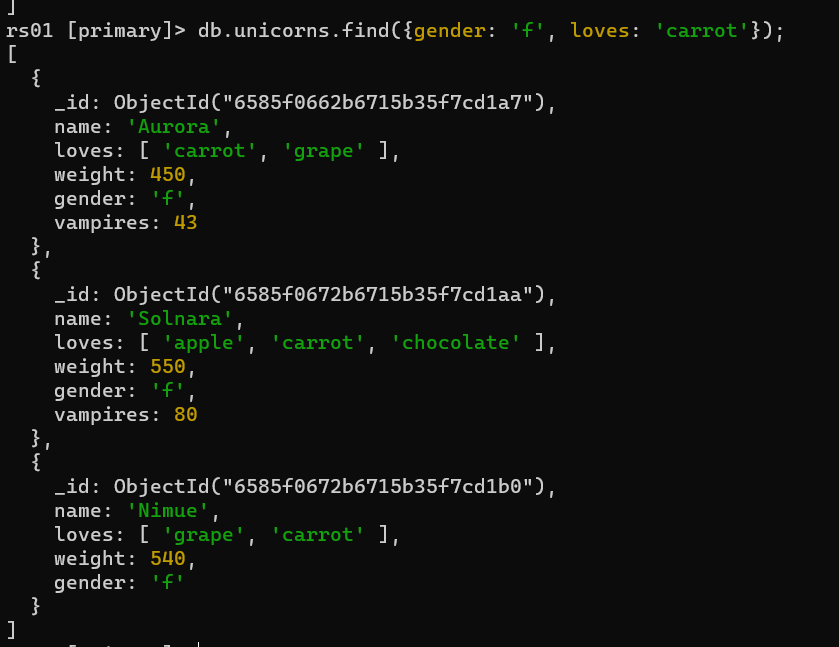 ]
rs01 [primary]> db.unicorns.find({gender: 'f', loves: 'carrot'});
[
  {
    _id: ObjectId("6585f0662b6715b35f7cd1a7"),
    name: 'Aurora',
    loves: [ 'carrot', 'grape' ],
    weight: 450,
    gender: 'f',
    vampires: 43
  },
  {
    _id: ObjectId("6585f0672b6715b35f7cd1aa"),
    name: 'Solnara',
    loves: [ 'apple', 'carrot', 'chocolate' ],
    weight: 550,
    gender: 'f',
    vampires: 80
  },
  {
    _id: ObjectId("6585f0672b6715b35f7cd1b0"),
    name: 'Nimue',
    loves: [ 'grape', 'carrot' ],
    weight: 540,
    gender: 'f'
  }
]